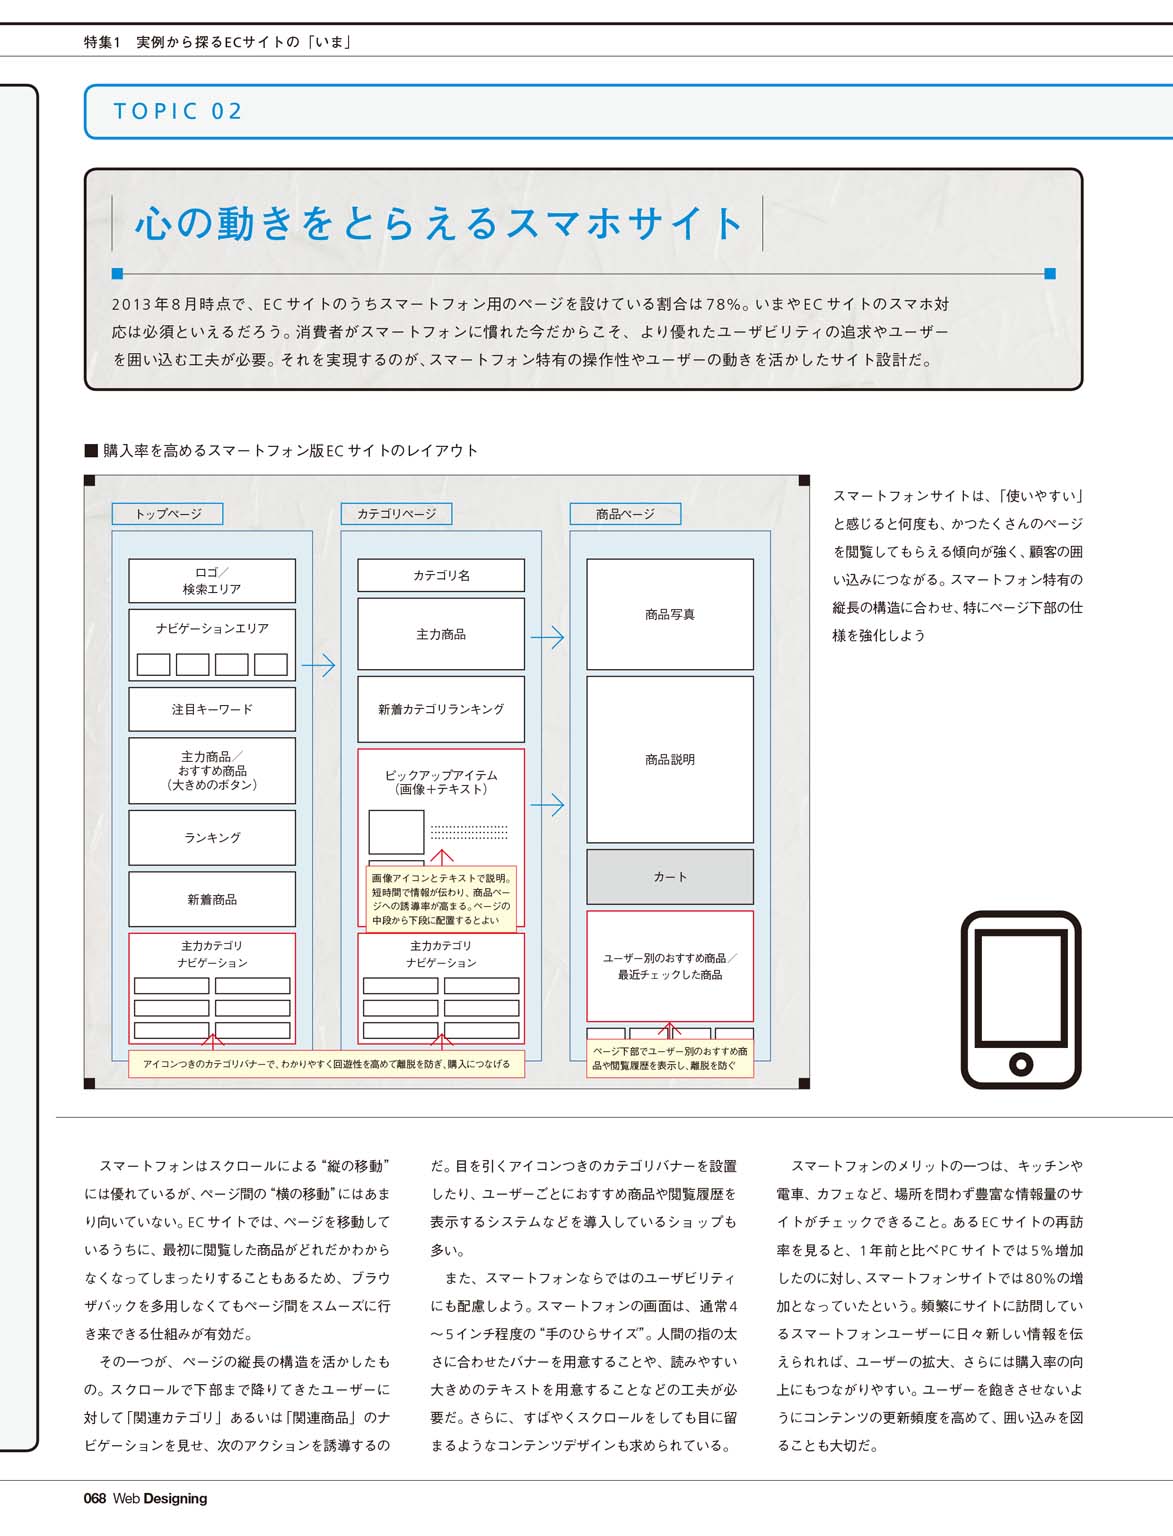 特集1　実例から探るECサイトの「いま」
TOPIC 02
心の動きをとらえるスマホサイト
2013年8月時点で、ECサイトのうちスマートフォン用のページを設けている割合は78%。いまやECサイトのスマホ対
応は必須といえるだろう。消費者がスマートフォンに慣れた今だからこそ、より優れたユーザビリティの追求やユーザー
を囲い込む工夫が必要。それを実現するのが、スマートフォン特有の操作性やユーザーの動きを活かしたサイト設計だ。
■ 購入率を高めるスマートフォン版ECサイトのレイアウト
トップページ
ロゴ／
検索エリア
ナビゲーションエリア
注目キーワード
主力商品／
おすすめ商品
（大きめのボタン）
ランキング
新着商品
主力カテゴリ
ナビゲーション
カテゴリページ
カテゴリ名
主力商品
新着カテゴリランキング
ピックアップアイテム
（画像＋テキスト）
画像アイコンとテキストで説明。
短時間で情報が伝わり、商品ペー
ジへの誘導率が高まる。ページの
中段から下段に配置するとよい
主力カテゴリ
ナビゲーション
アイコンつきのカテゴリバナーで、わかりやすく回遊性を高めて離脱を防ぎ、購入につなげる
商品ページ
商品写真
商品説明
カート
ユーザー別のおすすめ商品／
最近チェックした商品
ページ下部でユーザー別のおすすめ商
品や閲覧履歴を表示し、離脱を防ぐ
スマートフォンサイトは、「使いやすい」
と感じると何度も、かつたくさんのページ
を閲覧してもらえる傾向が強く、顧客の囲
い込みにつながる。スマートフォン特有の
縦長の構造に合わせ、特にページ下部の仕
様を強化しよう
スマートフォンはスクロールによる“縦の移動”
には優れているが、ページ間の“横の移動”にはあま
り向いていない。ECサイトでは、ページを移動して
いるうちに、最初に閲覧した商品がどれだかわから
なくなってしまったりすることもあるため、ブラウ
ザバックを多用しなくてもページ間をスムーズに行
き来できる仕組みが有効だ。
その一つが、ページの縦長の構造を活かしたも
の。スクロールで下部まで降りてきたユーザーに
対して「関連カテゴリ」あるいは「関連商品」のナ
ビゲーションを見せ、次のアクションを誘導するの
だ。目を引くアイコンつきのカテゴリバナーを設置
したり、ユーザーごとにおすすめ商品や閲覧履歴を
表示するシステムなどを導入しているショップも
多い。
また、スマートフォンならではのユーザビリティ
にも配慮しよう。スマートフォンの画面は、通常4
〜5インチ程度の“手のひらサイズ”。人間の指の太
さに合わせたバナーを用意することや、読みやすい
大きめのテキストを用意することなどの工夫が必
要だ。さらに、すばやくスクロールをしても目に留
まるようなコンテンツデザインも求められている。
スマートフォンのメリットの一つは、キッチンや
電車、カフェなど、場所を問わず豊富な情報量のサ
イトがチェックできること。あるECサイトの再訪
率を見ると、1年前と比べPCサイトでは5%増加
したのに対し、スマートフォンサイトでは80%の増
加となっていたという。頻繁にサイトに訪問してい
るスマートフォンユーザーに日々新しい情報を伝
えられれば、ユーザーの拡大、さらには購入率の向
上にもつながりやすい。ユーザーを飽きさせないよ
うにコンテンツの更新頻度を高めて、囲い込みを図
ることも大切だ。
068 Web Designing